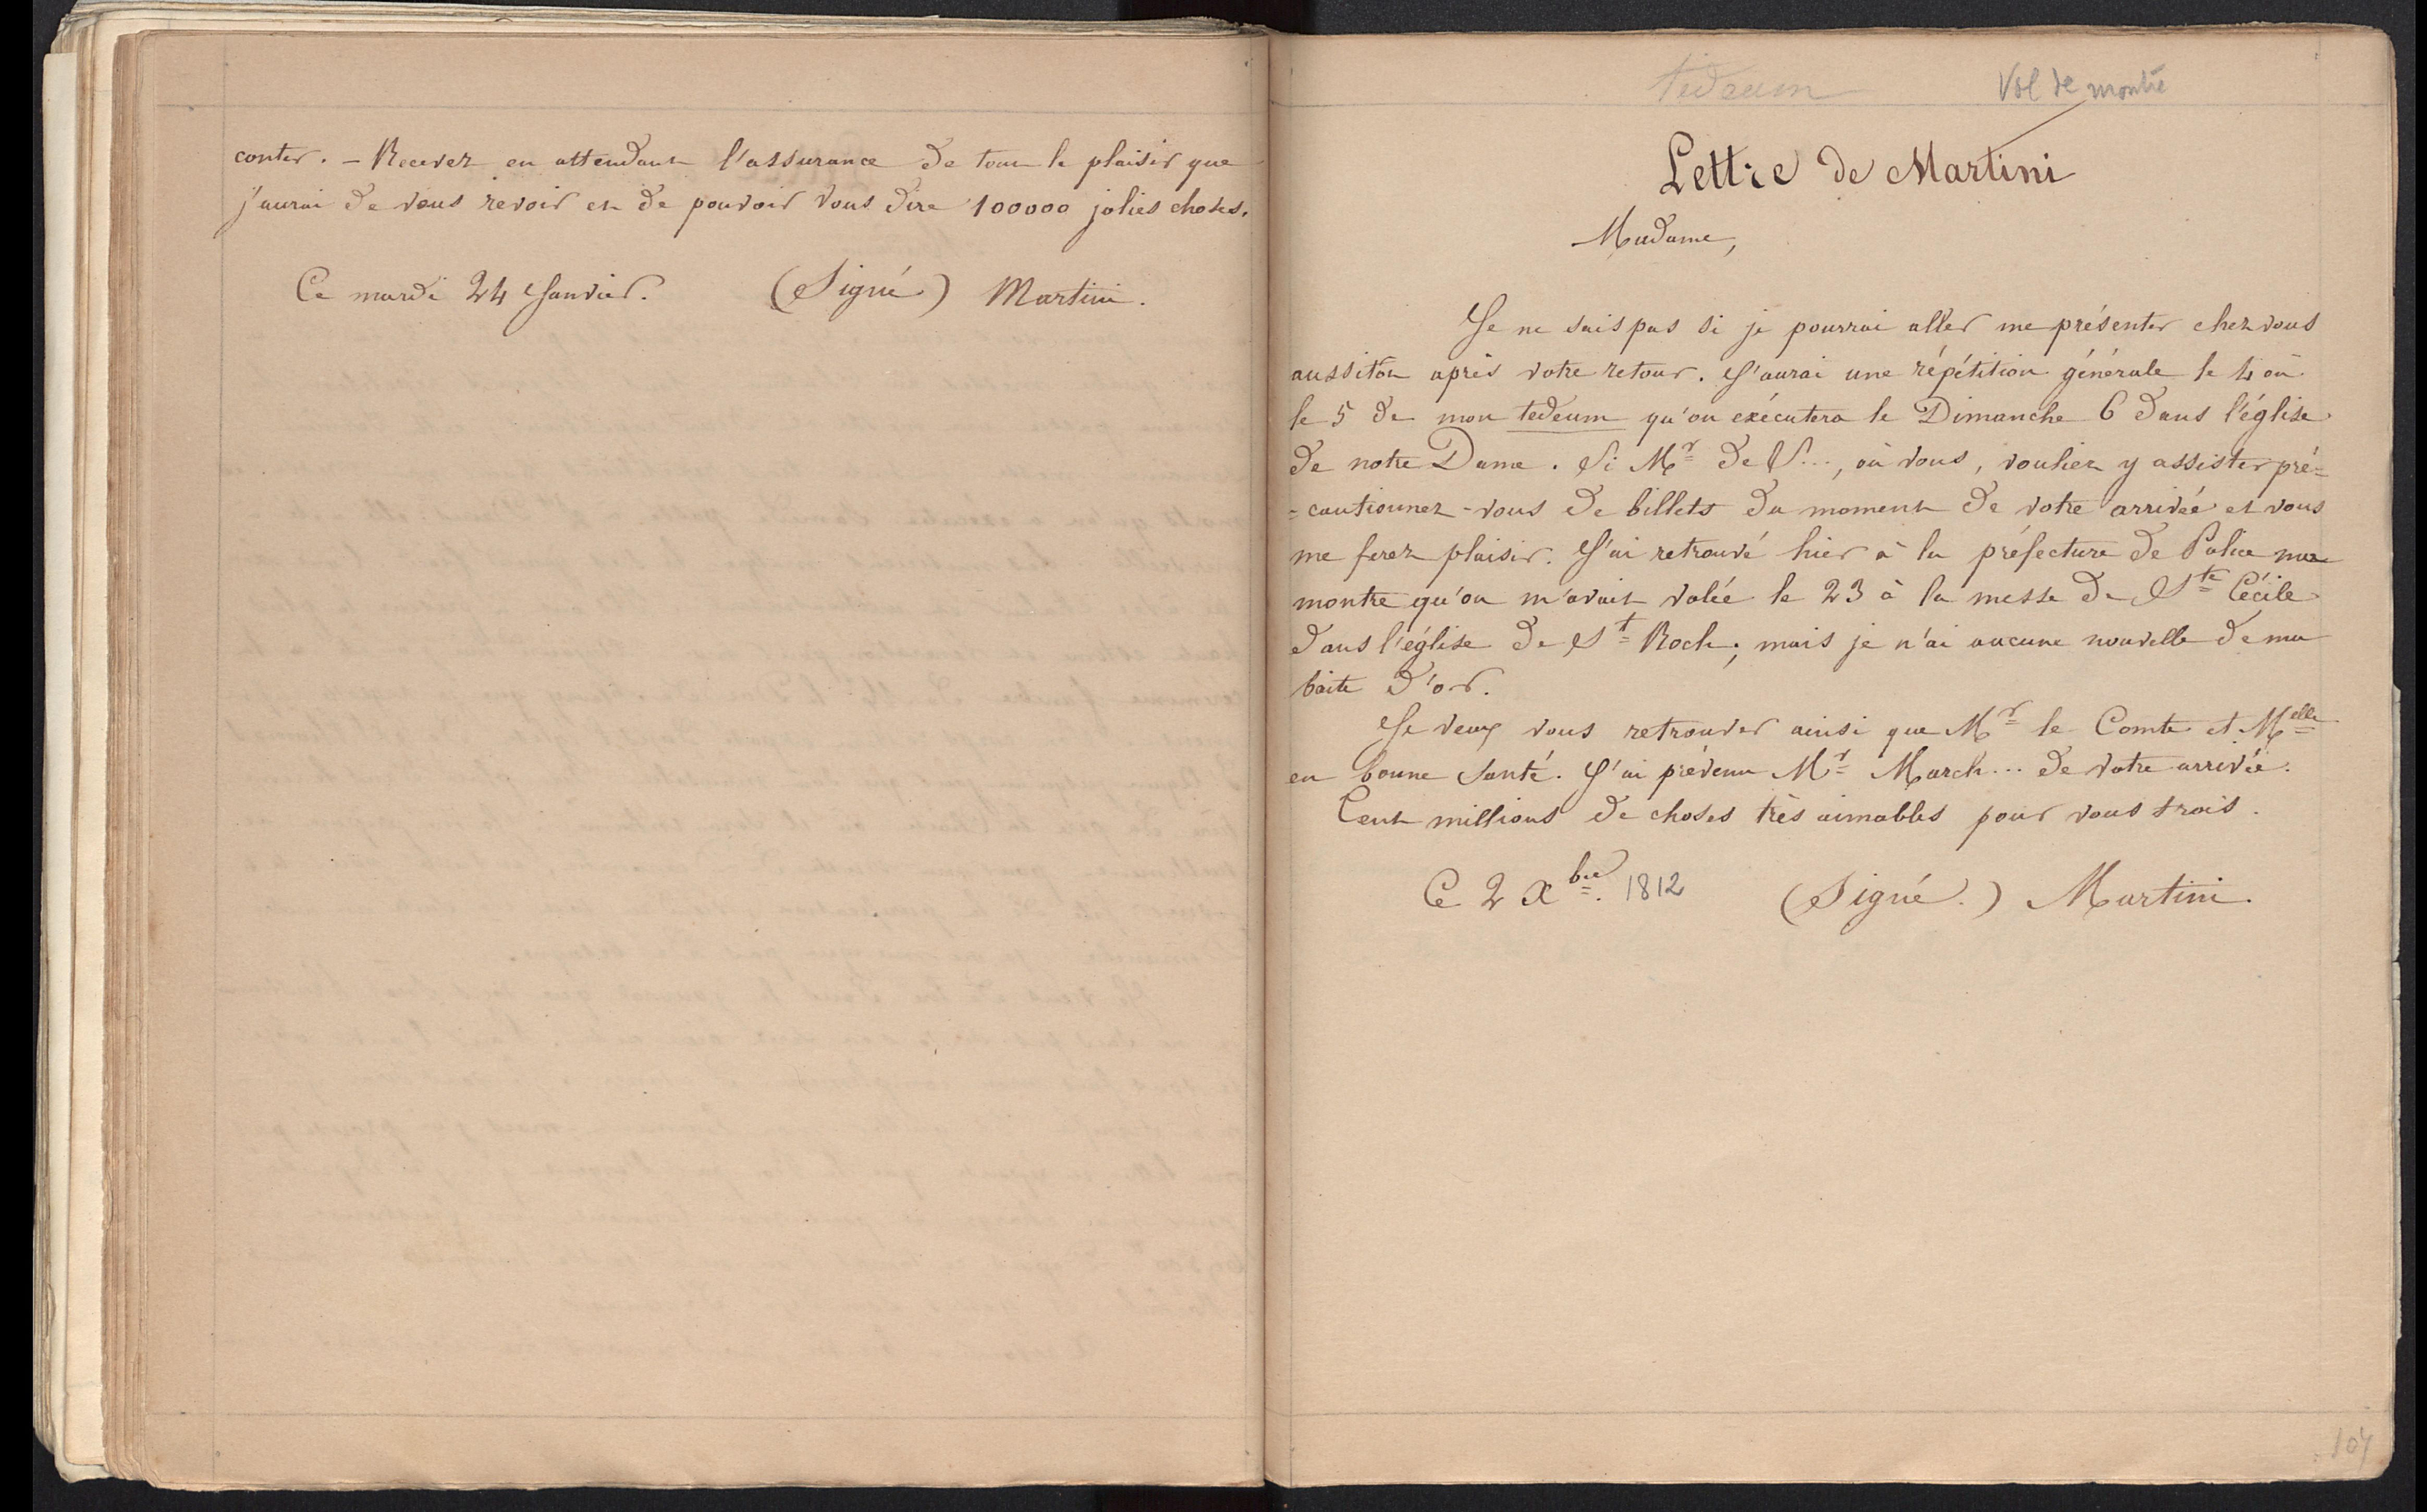 conter. – Recevez en attendant l'assurance de tout le plaisir que
j'aurai de vous revoir et de pouvoir vous dire 100000 jolies choses.
Ce mardi 24 Janvier. (Signé) Martini.
tedeum Vol de montre
Lettre de Martini
Madame,
Je ne sais pas si je pourrai aller me présenter chez vous
aussitôt après votre retour. J'aurai une répétition générale le 4 où
le 5 de mon tedeum qu'on exécutera le Dimanche 6 dans l'église
de notre Dame. Si Mr de S..., où vous, vouliez y assister pré=
=cautionnez-vous de billets du moment de votre arrivée et vous
me ferez plaisir. J'ai retrouvé hier à la préfecture de Police ma
montre qu'on m'avait volée le 23 à la messe de Ste Cécile
dans l'église de St Roch; mais je n'ai aucune nouvelle de ma
boite d'or.
Je veux vous retrouver ainsi que Mr le Comte et Melle
en bonne santé. J'ai prévenu Mr March... de votre arrivée.
Cent millions de choses très aimables pour vous trois.
Ce 2 Xbre. 1812 (Signé.) Martini.